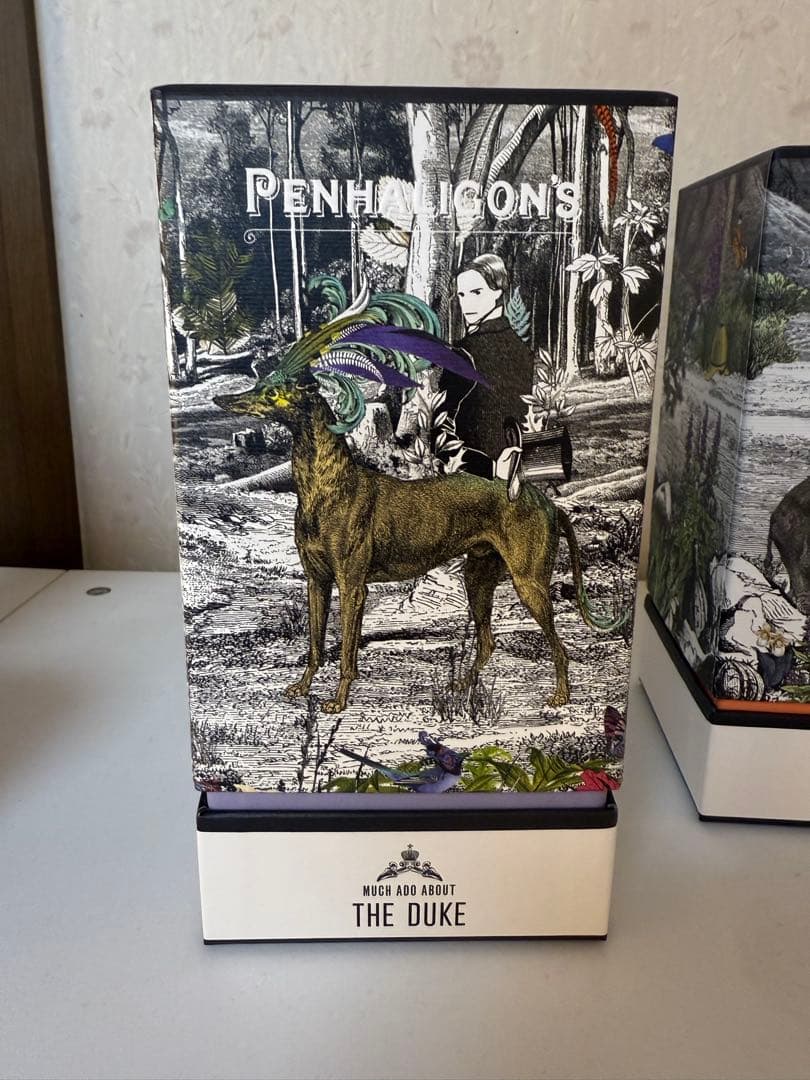 PENHALIGON'S
MUCH ADO ABOUT
THE DUKE